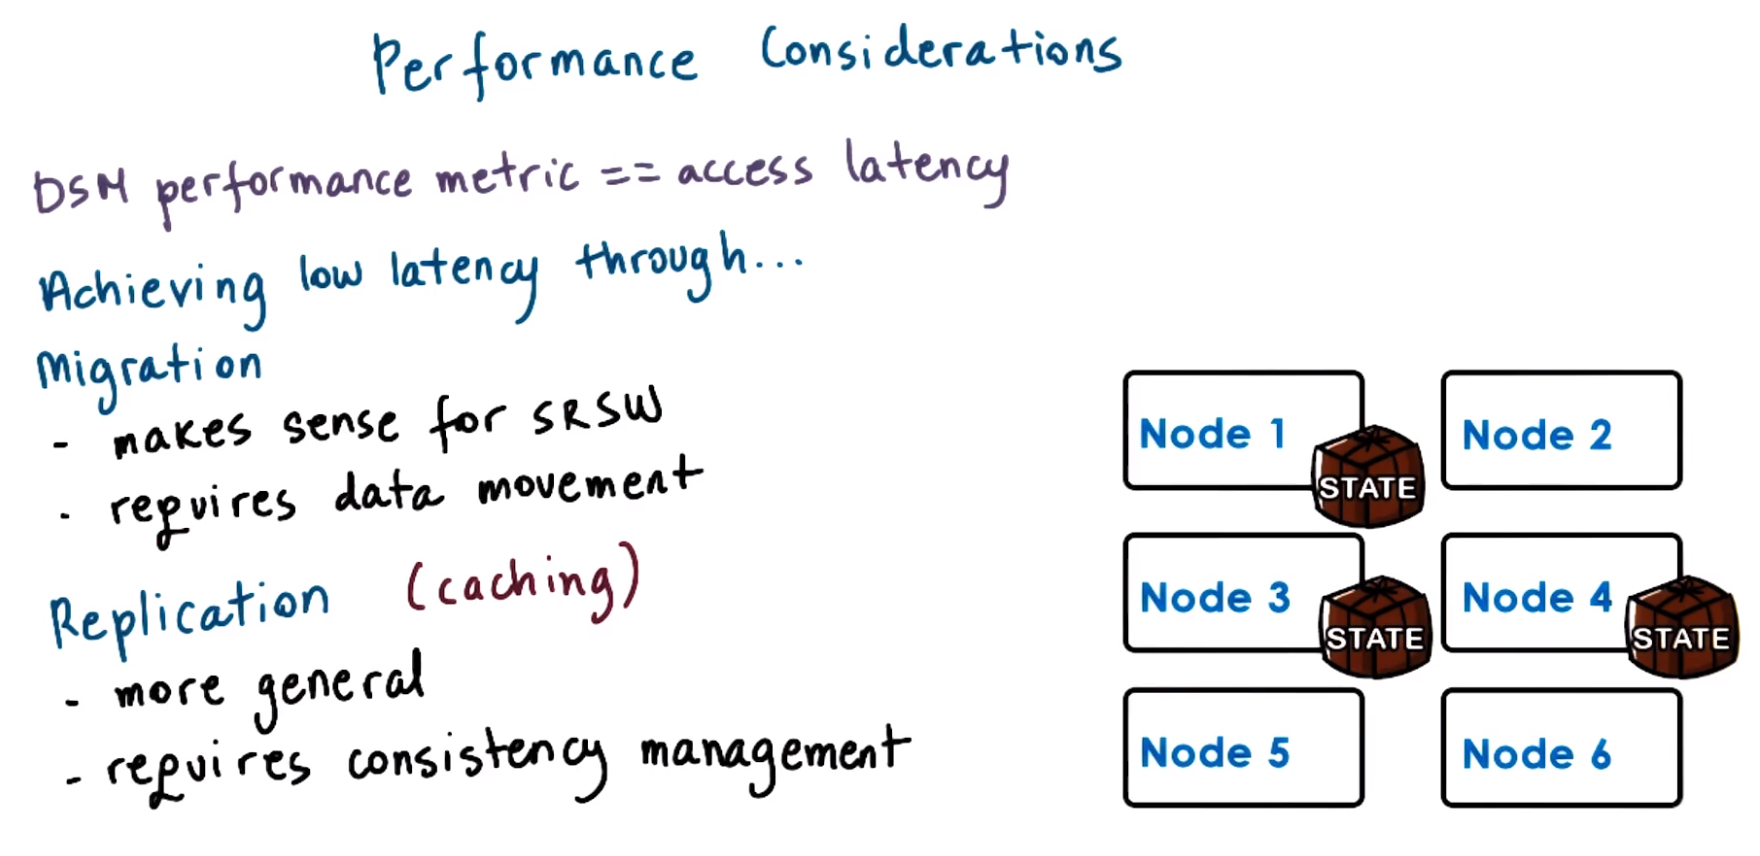 Performance Considerations
DSM performance metric == access latency
Achieving low latency through...
Migration
- makes sense for SRSW
- requires data movement
Replication (caching)
- more general
- requires consistency management
Node 1
STATE
Node 2
Node 3
STATE
Node 4
STATE
Node 5
Node 6